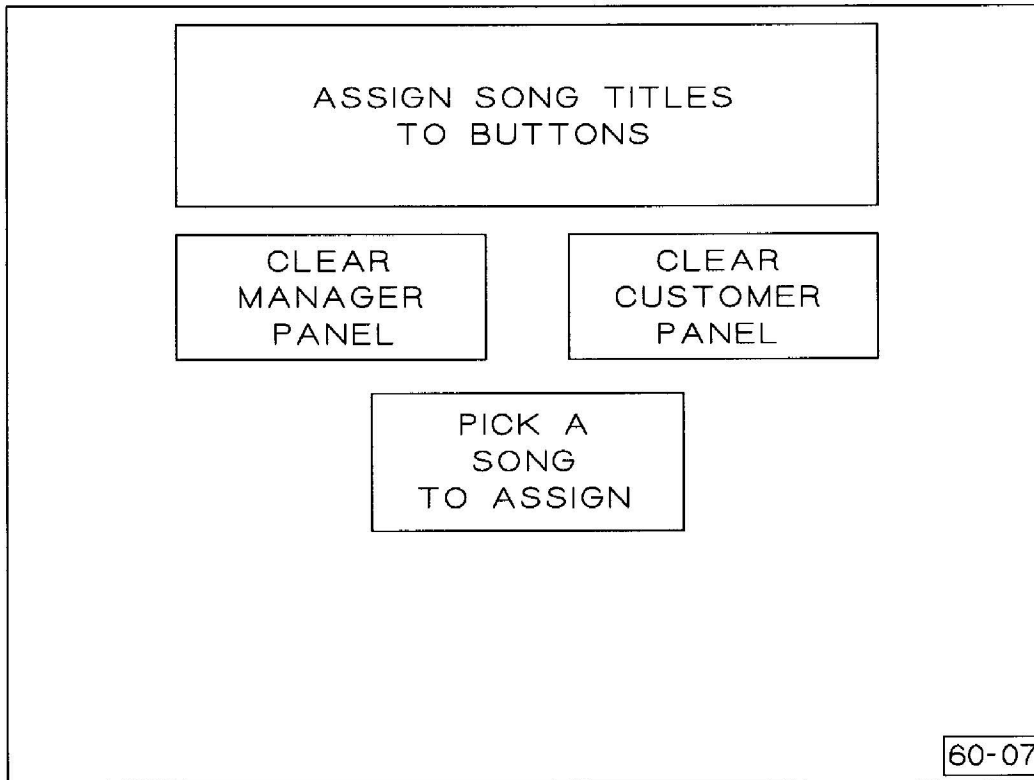 ASSIGN SONG TITLES
TO BUTTONS
CLEAR
MANAGER
PANEL
CLEAR
CUSTOMER
PANEL
PICK A
SONG
TO ASSIGN
60-07